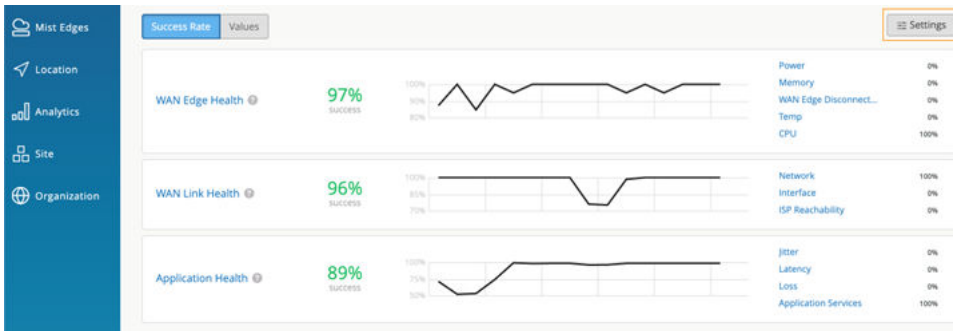 Mist Edges
Location
Analytics
Site
Organization
Success Rate Values
Settings
WAN Edge Health ?
97%
success
100%
90%
80%
Power 0%
Memory 0%
WAN Edge Disconnect... 0%
Temp 0%
CPU 100%
WAN Link Health ?
96%
success
100%
85%
70%
Network 100%
Interface 0%
ISP Reachability 0%
Application Health ?
89%
success
100%
75%
50%
Jitter 0%
Latency 0%
Loss 0%
Application Services 100%